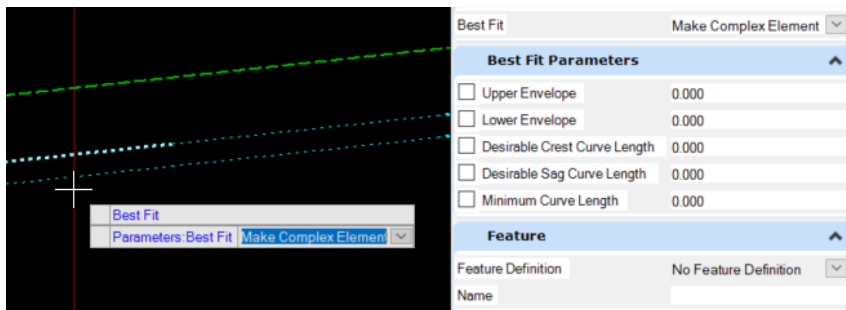 Best Fit Make Complex Element
Best Fit Parameters
Upper Envelope 0.000
Lower Envelope 0.000
Desirable Crest Curve Length 0.000
Desirable Sag Curve Length 0.000
Minimum Curve Length 0.000
Feature
Feature Definition No Feature Definition
Name
Best Fit
Parameters:Best Fit Make Complex Element